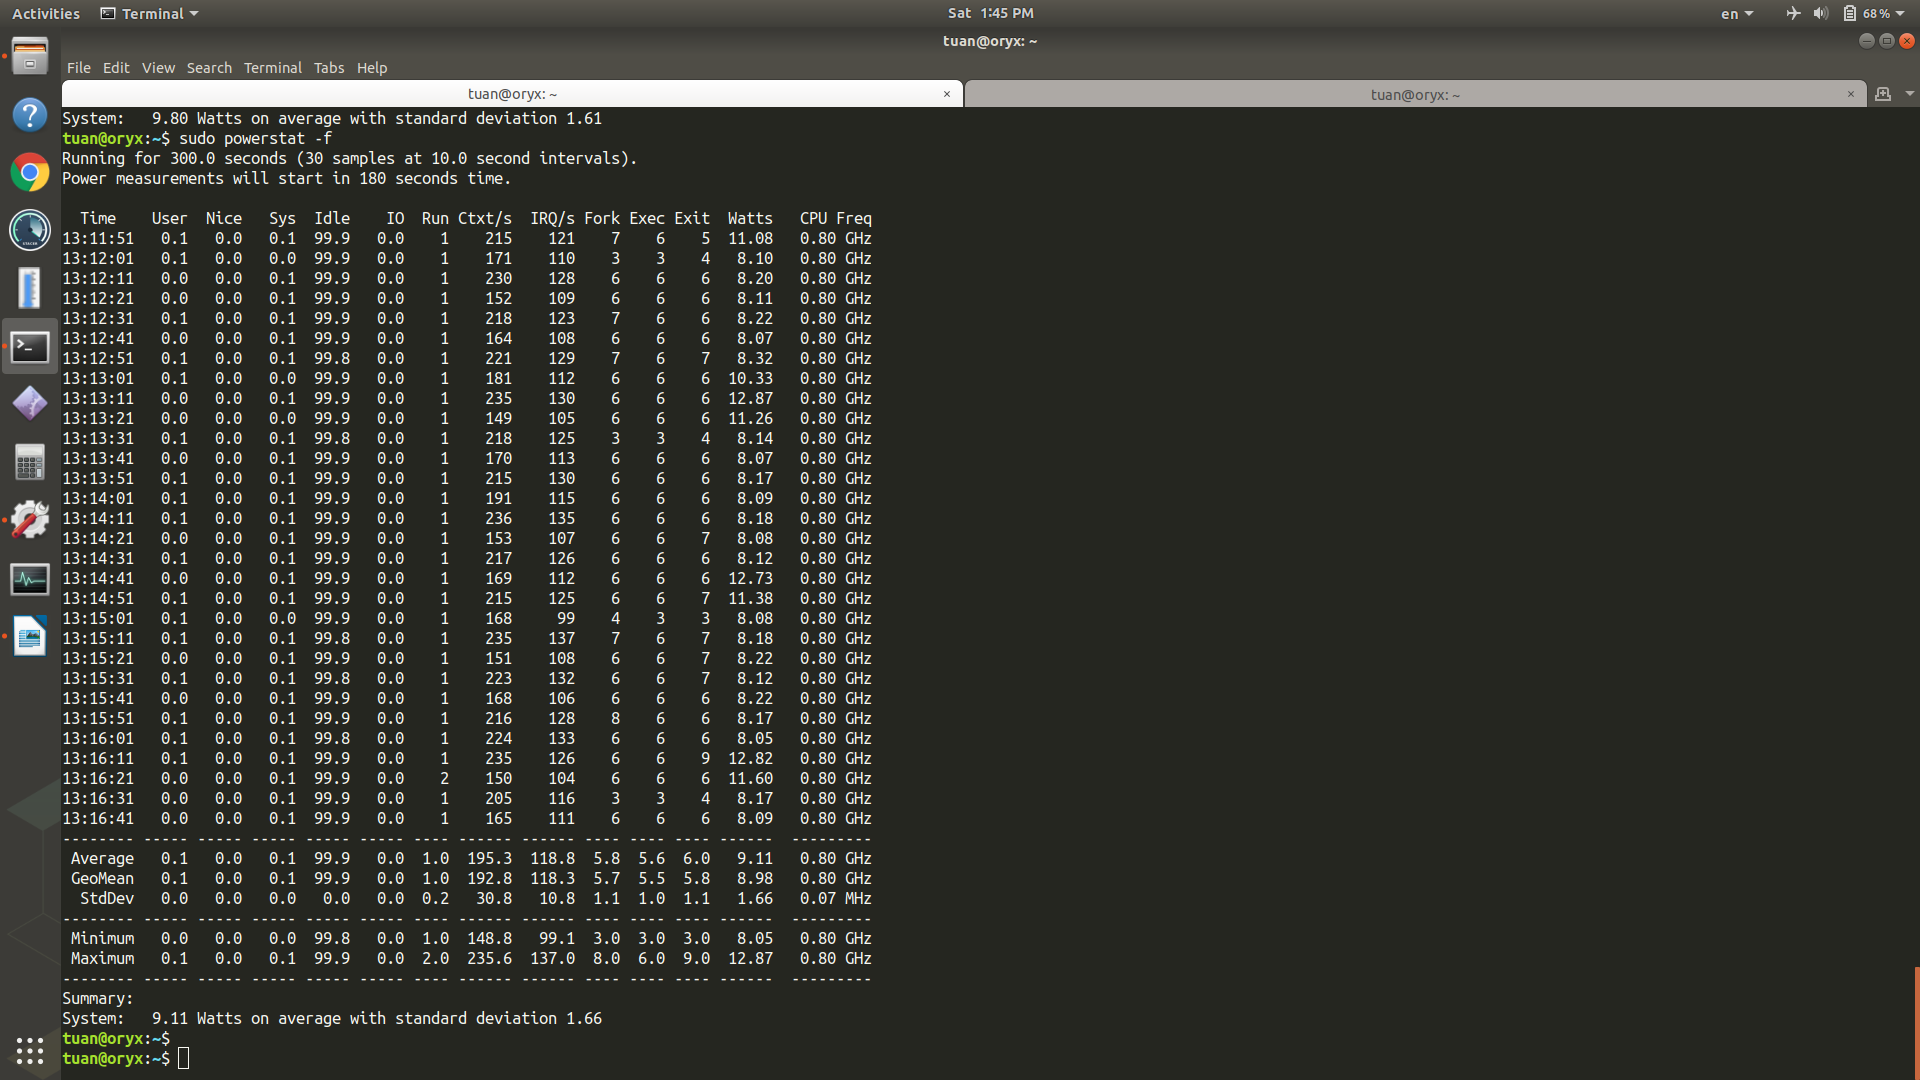 Activities Terminal Sat 1:45 PM en 68%
tuan@oryx: ~
File Edit View Search Terminal Tabs Help
tuan@oryx: ~ × tuan@oryx: ~ ×
System:   9.80 Watts on average with standard deviation 1.61
tuan@oryx:~$ sudo powerstat -f
Running for 300.0 seconds (30 samples at 10.0 second intervals).
Power measurements will start in 180 seconds time.
  Time    User  Nice   Sys  Idle    IO  Run Ctxt/s  IRQ/s Fork Exec Exit  Watts   CPU Freq
13:11:51   0.1   0.0   0.1  99.9   0.0    1    215    121    7    6    5  11.08   0.80 GHz
13:12:01   0.1   0.0   0.0  99.9   0.0    1    171    110    3    3    4   8.10   0.80 GHz
13:12:11   0.0   0.0   0.1  99.9   0.0    1    230    128    6    6    6   8.20   0.80 GHz
13:12:21   0.0   0.0   0.1  99.9   0.0    1    152    109    6    6    6   8.11   0.80 GHz
13:12:31   0.1   0.0   0.1  99.9   0.0    1    218    123    7    6    6   8.22   0.80 GHz
13:12:41   0.0   0.0   0.1  99.9   0.0    1    164    108    6    6    6   8.07   0.80 GHz
13:12:51   0.1   0.0   0.1  99.8   0.0    1    221    129    7    6    7   8.32   0.80 GHz
13:13:01   0.1   0.0   0.0  99.9   0.0    1    181    112    6    6    6  10.33   0.80 GHz
13:13:11   0.0   0.0   0.1  99.9   0.0    1    235    130    6    6    6  12.87   0.80 GHz
13:13:21   0.0   0.0   0.0  99.9   0.0    1    149    105    6    6    6  11.26   0.80 GHz
13:13:31   0.1   0.0   0.1  99.8   0.0    1    218    125    3    3    4   8.14   0.80 GHz
13:13:41   0.0   0.0   0.1  99.9   0.0    1    170    113    6    6    6   8.07   0.80 GHz
13:13:51   0.0   0.0   0.1  99.9   0.0    1    215    130    6    6    6   8.17   0.80 GHz
13:14:01   0.1   0.0   0.1  99.9   0.0    1    191    115    6    6    6   8.09   0.80 GHz
13:14:11   0.1   0.0   0.1  99.9   0.0    1    236    135    6    6    6   8.18   0.80 GHz
13:14:21   0.0   0.0   0.1  99.9   0.0    1    153    107    6    6    7   8.08   0.80 GHz
13:14:31   0.1   0.0   0.1  99.9   0.0    1    217    126    6    6    6   8.12   0.80 GHz
13:14:41   0.0   0.0   0.1  99.9   0.0    1    169    112    6    6    6  12.73   0.80 GHz
13:14:51   0.1   0.0   0.1  99.9   0.0    1    215    125    6    6    7  11.38   0.80 GHz
13:15:01   0.0   0.0   0.0  99.9   0.0    1    168     99    4    3    3   8.08   0.80 GHz
13:15:11   0.1   0.0   0.1  99.8   0.0    1    235    137    7    6    7   8.18   0.80 GHz
13:15:21   0.0   0.0   0.1  99.9   0.0    1    151    108    6    6    7   8.22   0.80 GHz
13:15:31   0.1   0.0   0.1  99.8   0.0    1    223    132    6    6    7   8.12   0.80 GHz
13:15:41   0.0   0.0   0.1  99.9   0.0    1    168    106    6    6    6   8.22   0.80 GHz
13:15:51   0.1   0.0   0.1  99.9   0.0    1    216    128    8    6    6   8.17   0.80 GHz
13:16:01   0.1   0.0   0.1  99.8   0.0    1    224    133    6    6    6   8.05   0.80 GHz
13:16:11   0.1   0.0   0.1  99.9   0.0    1    235    126    6    6    9  12.82   0.80 GHz
13:16:21   0.0   0.0   0.1  99.9   0.0    2    150    104    6    6    6  11.60   0.80 GHz
13:16:31   0.0   0.0   0.1  99.9   0.0    1    205    116    3    3    4   8.17   0.80 GHz
13:16:41   0.0   0.0   0.1  99.9   0.0    1    165    111    6    6    6   8.09   0.80 GHz
-------- ----- ----- ----- ----- ----- ---- ------ ------ ---- ---- ---- ------  ---------
 Average   0.1   0.0   0.1  99.9   0.0  1.0  195.3  118.8  5.8  5.6  6.0   9.11   0.80 GHz
 GeoMean   0.1   0.0   0.1  99.9   0.0  1.0  192.8  118.3  5.7  5.5  5.8   8.98   0.80 GHz
  StdDev   0.0   0.0   0.0   0.0   0.0  0.2   30.8   10.8  1.1  1.0  1.1   1.66   0.07 MHz
-------- ----- ----- ----- ----- ----- ---- ------ ------ ---- ---- ---- ------  ---------
 Minimum   0.0   0.0   0.0  99.8   0.0  1.0  148.8   99.1  3.0  3.0  3.0   8.05   0.80 GHz
 Maximum   0.1   0.0   0.1  99.9   0.0  2.0  235.6  137.0  8.0  6.0  9.0  12.87   0.80 GHz
-------- ----- ----- ----- ----- ----- ---- ------ ------ ---- ---- ---- ------  ---------
Summary:
System:   9.11 Watts on average with standard deviation 1.66
tuan@oryx:~$
tuan@oryx:~$